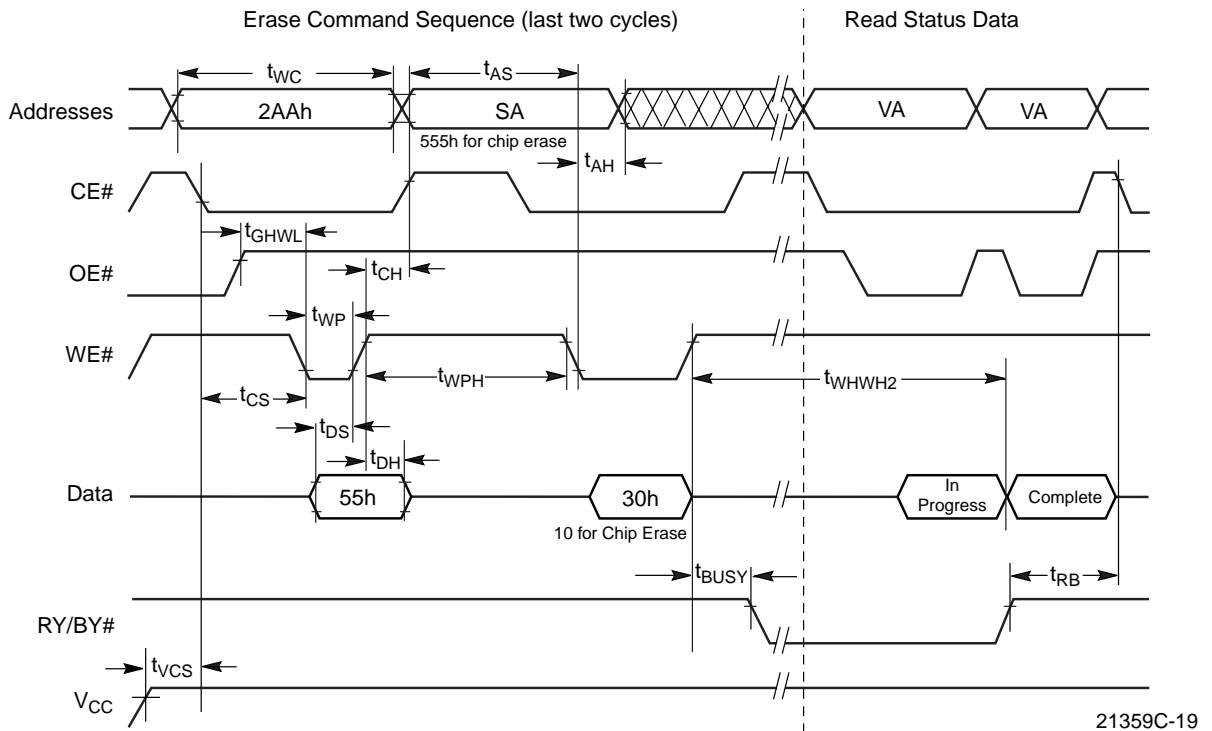 Erase Command Sequence (last two cycles)
Read Status Data
tWC
tAS
Addresses
2AAh
SA
VA
VA
555h for chip erase
tAH
CE#
tGHWL
OE#
tCH
tWP
WE#
tWPH
tWHWH2
tCS
tDS
tDH
Data
55h
30h
In
Progress
Complete
10 for Chip Erase
tBUSY
tRB
RY/BY#
tVCS
VCC
21359C-19